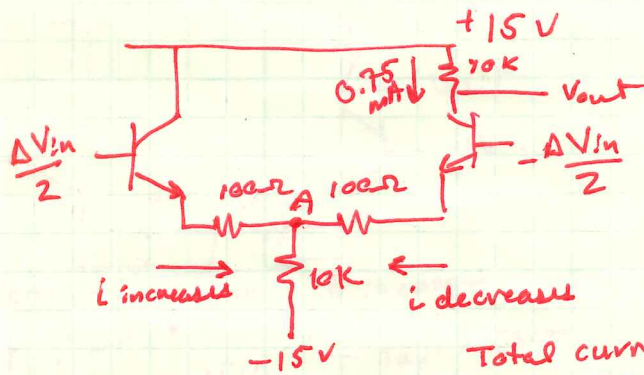 +15V
10K
0.75 mA
Vout
ΔVin/2
-ΔVin/2
100Ω
A
100Ω
i increases
10K
i decreases
-15V
Total curr